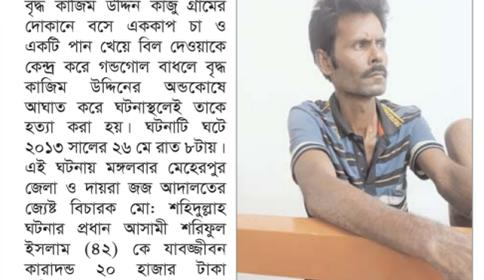 বৃদ্ধ কাজিম উদ্দিন কাজু গ্রামের
দোকানে বসে এককাপ চা ও
একটি পান খেয়ে বিল দেওয়াকে
কেন্দ্র করে গন্ডগোল বাধলে বৃদ্ধ
কাজিম উদ্দিনের অন্ডকোষে
আঘাত করে ঘটনাস্থলেই তাকে
হত্যা করা হয়। ঘটনাটি ঘটে
২০১৩ সালের ২৬ মে রাত ৮টায়।
এই ঘটনায় মঙ্গলবার মেহেরপুর
জেলা ও দায়রা জজ আদালতের
জ্যেষ্ট বিচারক মো: শহিদুল্লাহ
ঘটনার প্রধান আসামী শরিফুল
ইসলাম (৪২) কে যাবজ্জীবন
কারাদন্ড ২০ হাজার টাকা